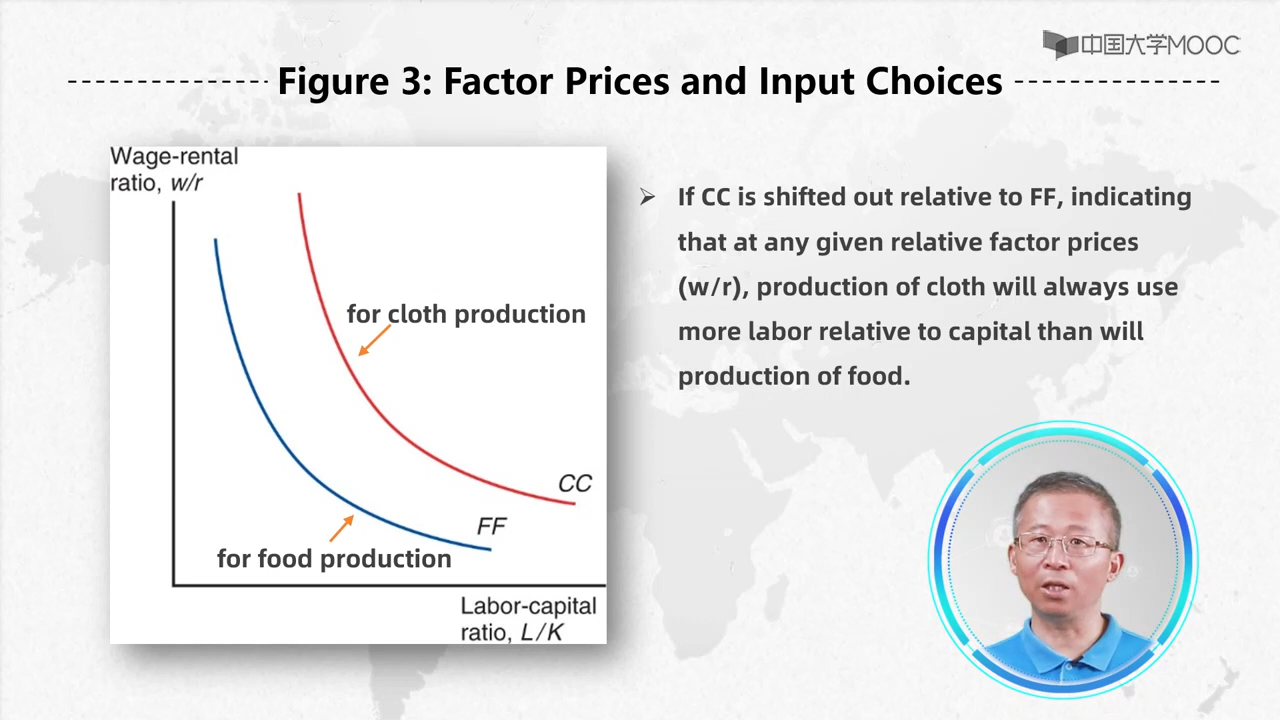 中国大学MOOC
Figure 3: Factor Prices and Input Choices
Wage-rental
ratio, w/r
for cloth production
CC
FF
for food production
Labor-capital
ratio, L/K
➢ If CC is shifted out relative to FF, indicating
that at any given relative factor prices
(w/r), production of cloth will always use
more labor relative to capital than will
production of food.